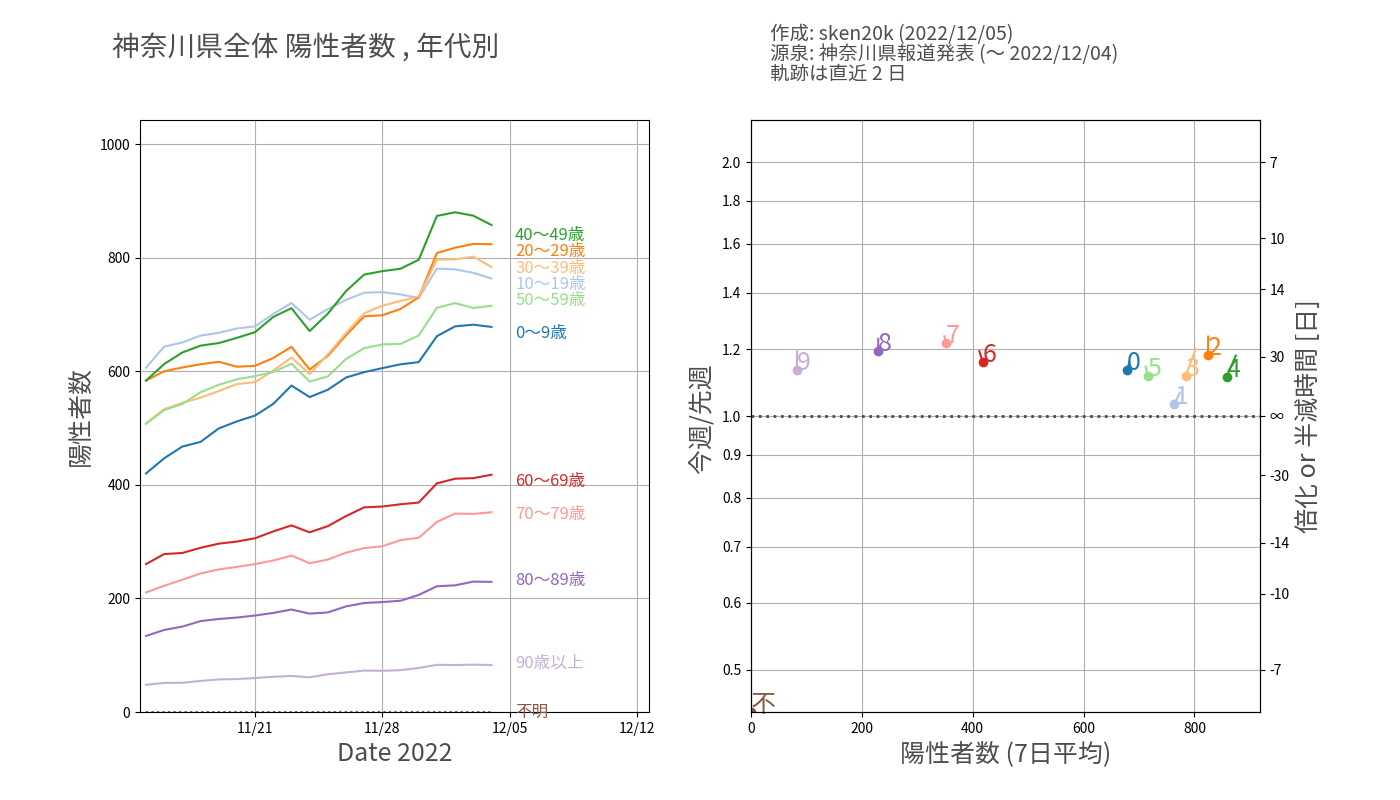 神奈川県全体 陽性者数 , 年代別
作成: sken20k (2022/12/05)
源泉: 神奈川県報道発表 (〜 2022/12/04)
軌跡は直近 2 日
陽性者数
1000
800
600
400
200
0
40〜49歳
20〜29歳
30〜39歳
10〜19歳
50〜59歳
0〜9歳
60〜69歳
70〜79歳
80〜89歳
90歳以上
不明
11/21
11/28
12/05
12/12
Date 2022
今週/先週
2.0
1.8
1.6
1.4
1.2
1.0
0.9
0.8
0.7
0.6
0.5
9
8
7
6
0
5
1
3
2
4
不
7
10
14
30
∞
-30
-14
-10
-7
倍化 or 半減時間 [日]
0
200
400
600
800
陽性者数 (7日平均)